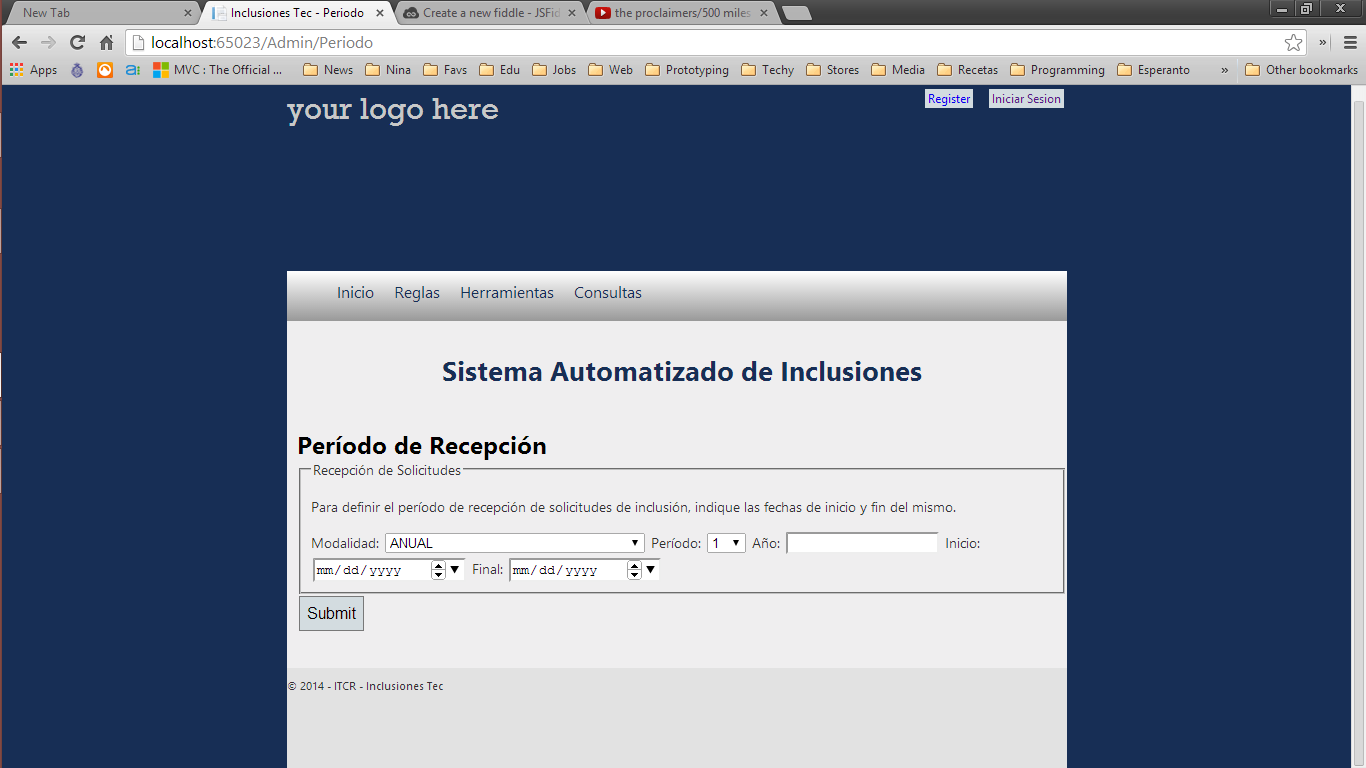 New Tab
Inclusiones Tec - Periodo
Create a new fiddle - JSFid
the proclaimers/500 miles
localhost:65023/Admin/Periodo
Apps
MVC : The Official ...
News
Nina
Favs
Edu
Jobs
Web
Prototyping
Techy
Stores
Media
Recetas
Programming
Esperanto
»
Other bookmarks
your logo here
Register
Iniciar Sesion
Inicio Reglas Herramientas Consultas
Sistema Automatizado de Inclusiones
Período de Recepción
Recepción de Solicitudes
Para definir el período de recepción de solicitudes de inclusión, indique las fechas de inicio y fin del mismo.
Modalidad: ANUAL Período: 1 Año: Inicio:
mm/dd/yyyy Final: mm/dd/yyyy
Submit
© 2014 - ITCR - Inclusiones Tec